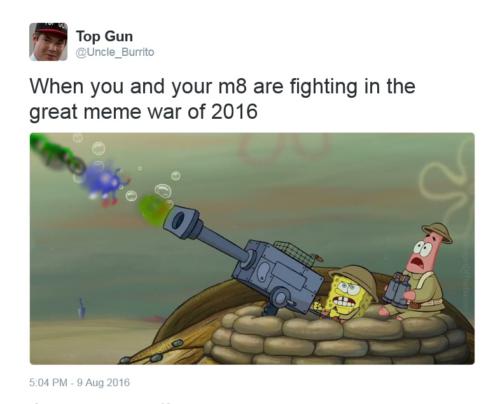 Top Gun
@Uncle_Burrito
When you and your m8 are fighting in the
great meme war of 2016
5:04 PM - 9 Aug 2016